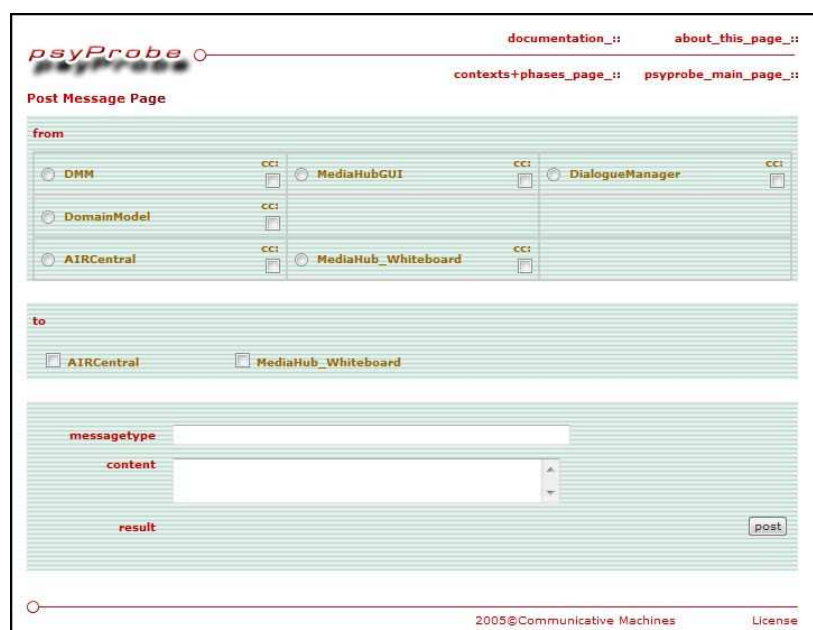 psyProbe
documentation_:: about_this_page_::
contexts+phases_page_:: psyprobe_main_page_::
Post Message Page
from
DMM cc: MediaHubGUI cc: DialogueManager cc:
DomainModel cc:
AIRCentral cc: MediaHub_Whiteboard cc:
to
AIRCentral MediaHub_Whiteboard
messagetype
content
result post
2005©Communicative Machines License